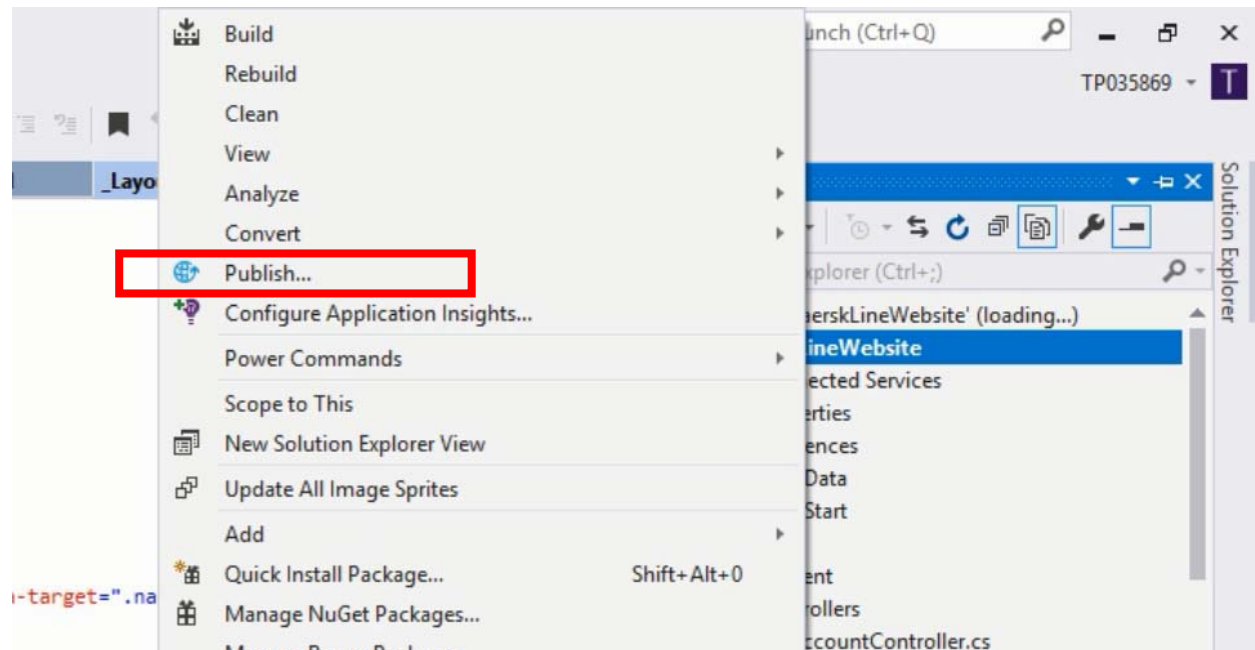 Build
Rebuild
Clean
View
Analyze
Convert
Publish...
Configure Application Insights...
Power Commands
Scope to This
New Solution Explorer View
Update All Image Sprites
Add
Quick Install Package... Shift+Alt+0
Manage NuGet Packages...
unch (Ctrl+Q)
TP035869 T
_Layo
xplorer (Ctrl+;)
aerskLineWebsite' (loading...)
ineWebsite
ected Services
erties
ences
Data
Start
ent
rollers
ccountController.cs
Solution Explorer
-target=".na